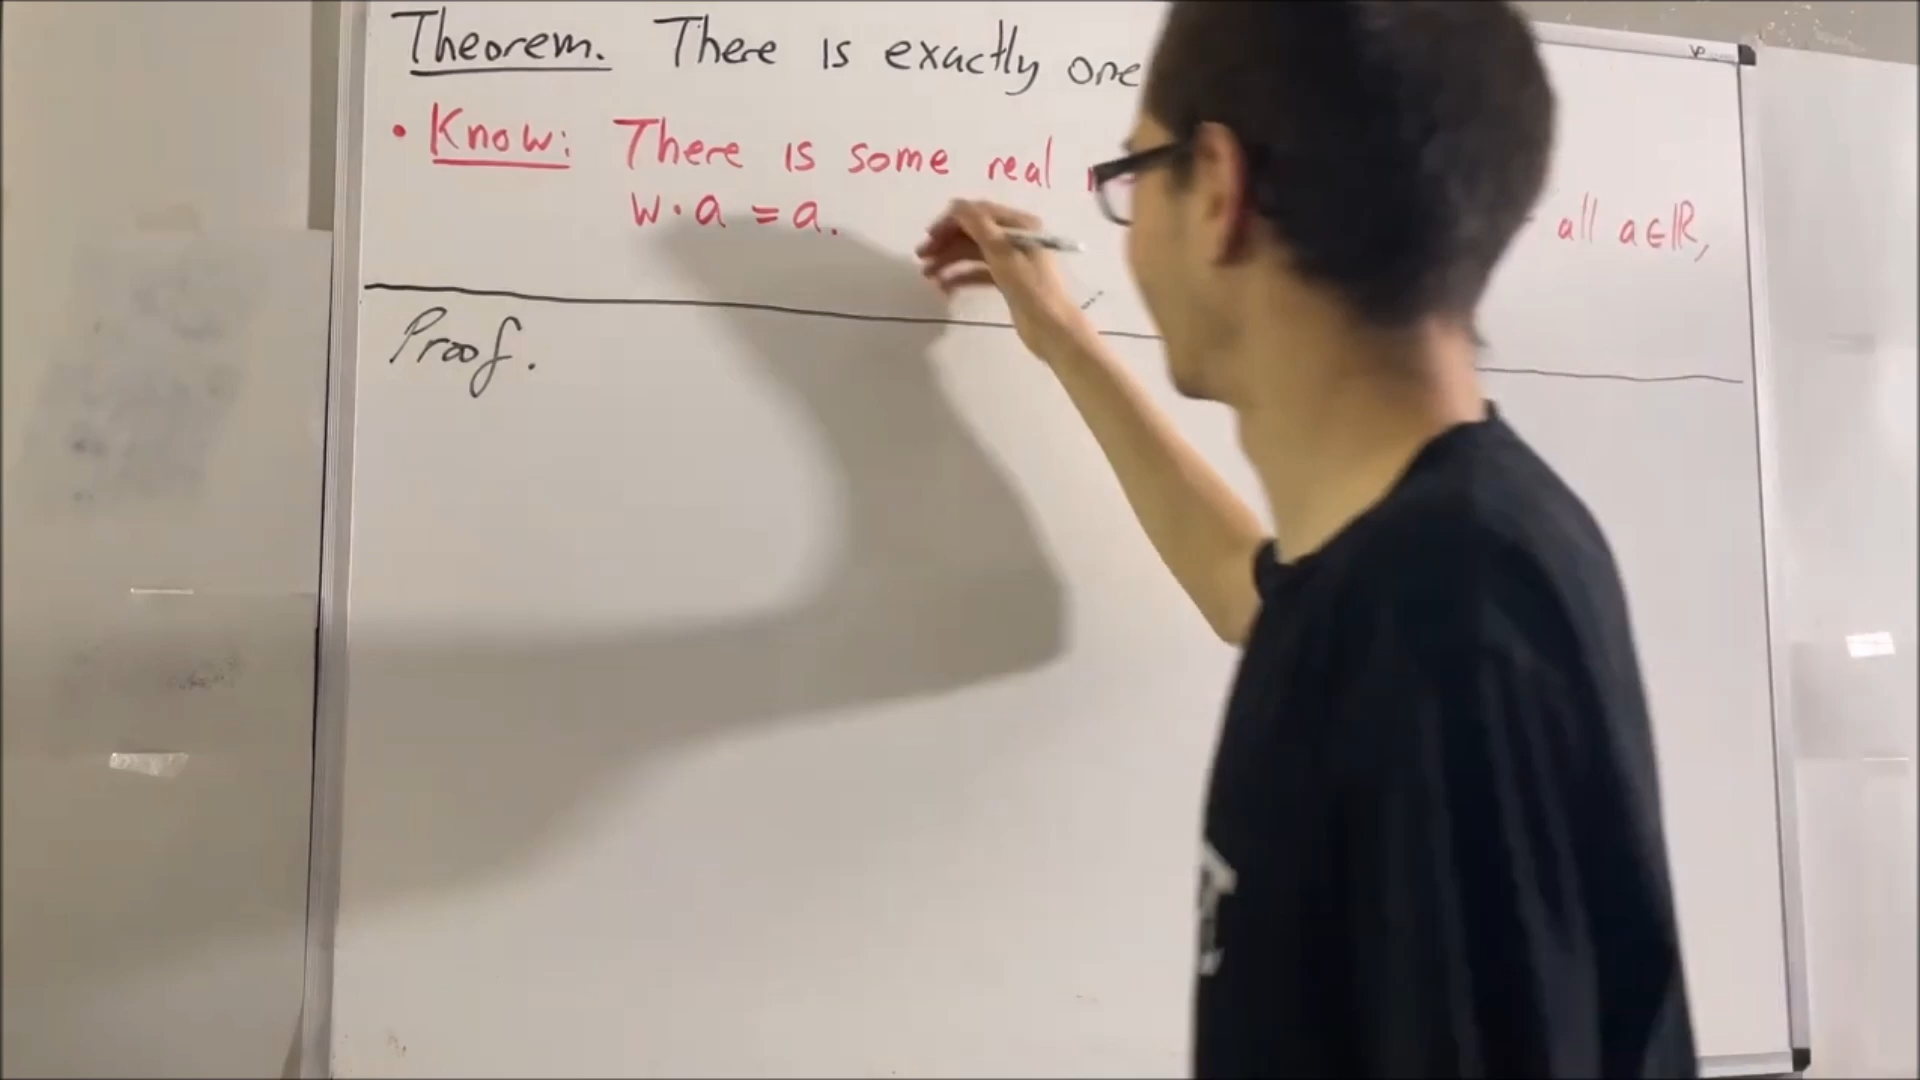 Theorem. There is exactly one
• Know: There is some real
all a∈ℝ,
w·a = a.
Proof.